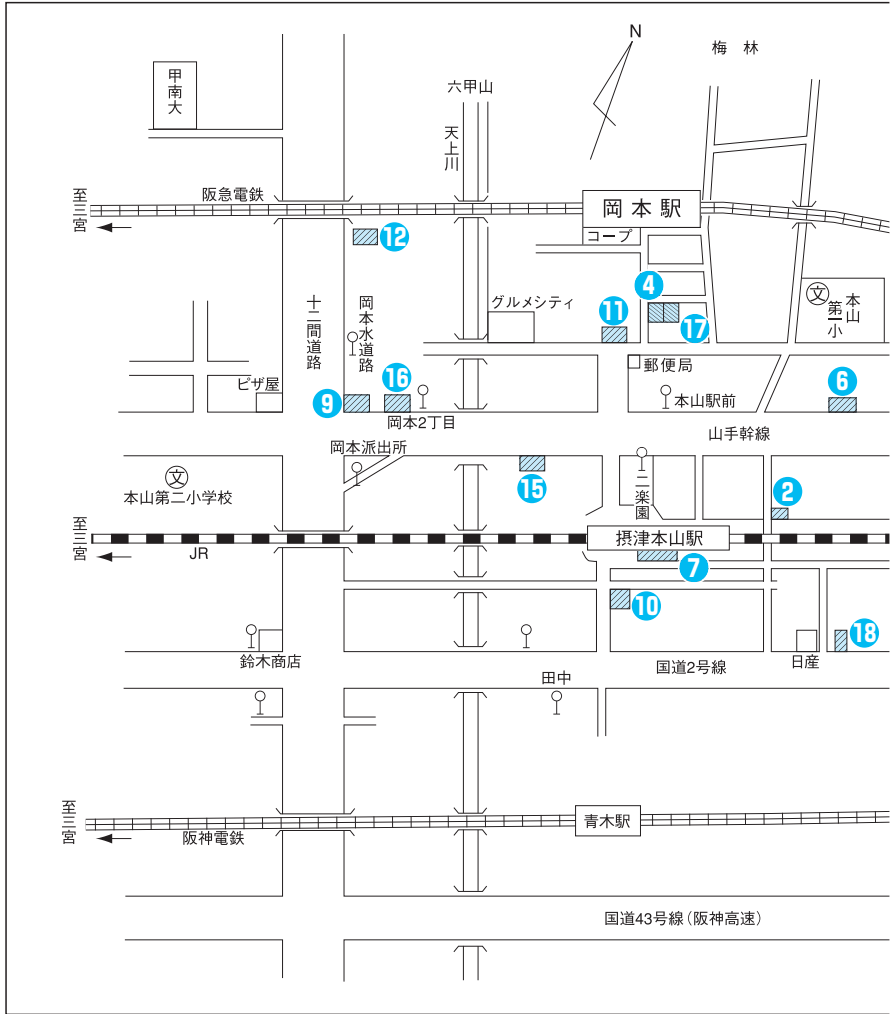 N
梅林
甲南大
六甲山
天上川
至三宮
阪急電鉄
岡本駅
コープ
12
4
文
本山第一小
十二間道路
岡本水道路
グルメシティ
11
17
郵便局
ピザ屋
9
16
6
本山駅前
岡本2丁目
山手幹線
岡本派出所
文
本山第二小学校
15
二楽園
2
至三宮
JR
摂津本山駅
7
10
18
鈴木商店
国道2号線
日産
田中
至三宮
阪神電鉄
青木駅
国道43号線(阪神高速)